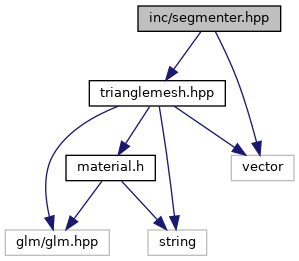 inc/segmenter.hpp
trianglemesh.hpp
material.h
vector
glm/glm.hpp
string